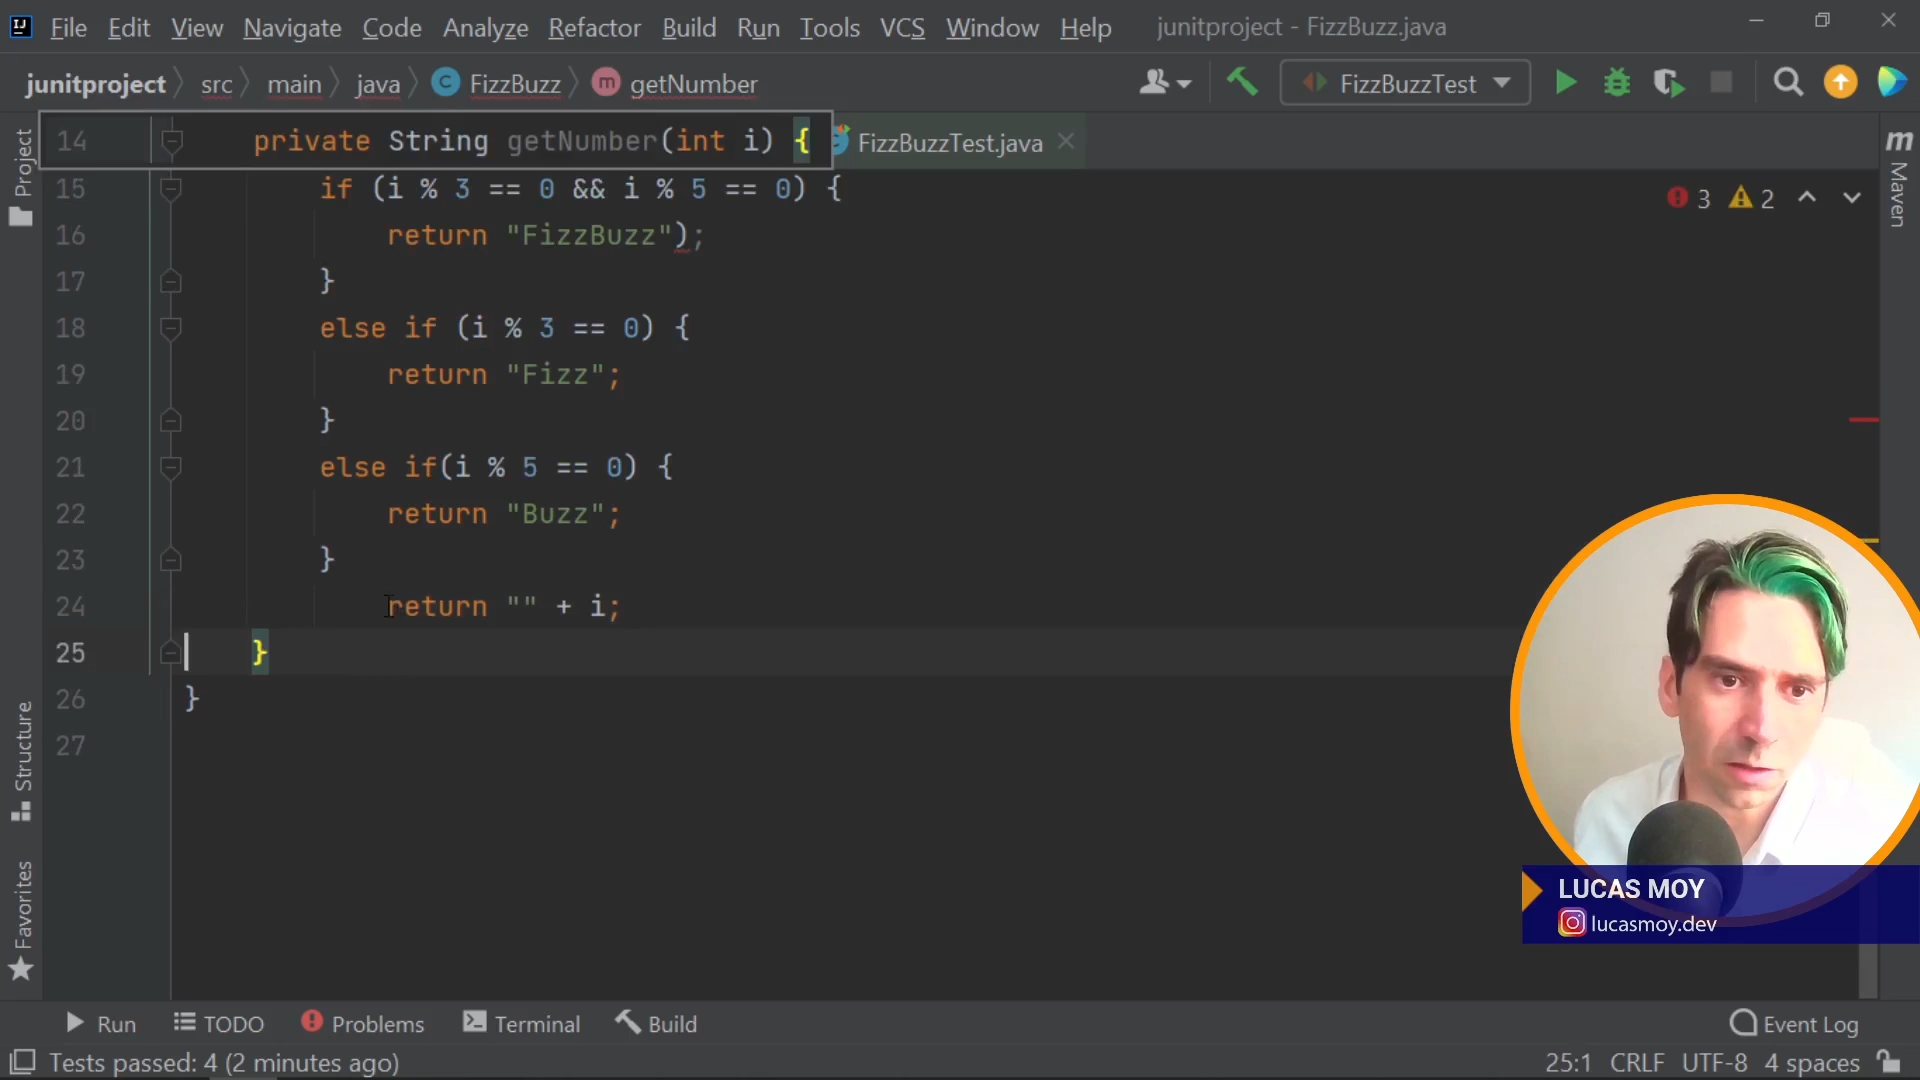 File Edit View Navigate Code Analyze Refactor Build Run Tools VCS Window Help junitproject - FizzBuzz.java
junitproject src main java C FizzBuzz m getNumber FizzBuzzTest
FizzBuzzTest.java
Project
Structure
Favorites
m Maven
3 2
14 private String getNumber(int i) {
15 if (i % 3 == 0 && i % 5 == 0) {
16 return "FizzBuzz");
17 }
18 else if (i % 3 == 0) {
19 return "Fizz";
20 }
21 else if(i % 5 == 0) {
22 return "Buzz";
23 }
24 return "" + i;
25 }
26 }
27
LUCAS MOY
lucasmoy.dev
Run TODO Problems Terminal Build Event Log
Tests passed: 4 (2 minutes ago) 25:1 CRLF UTF-8 4 spaces